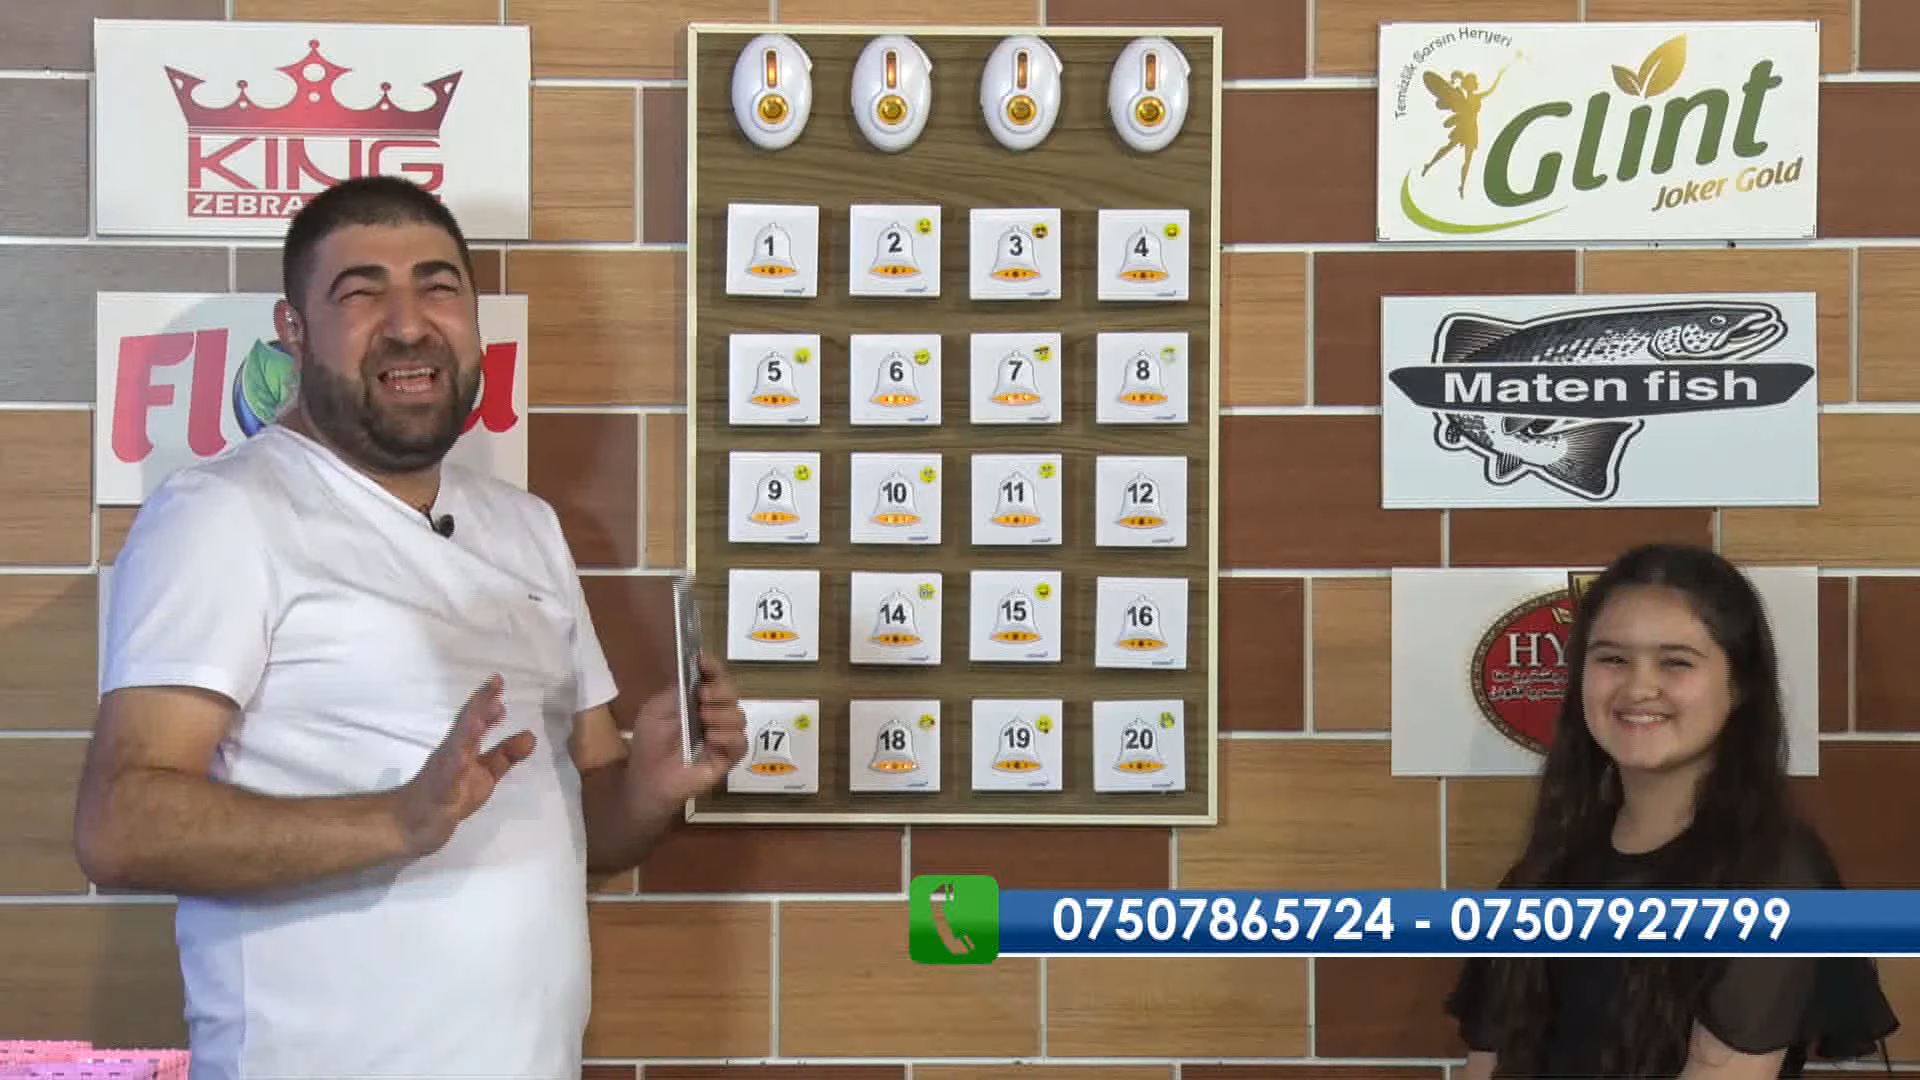 KING
ZEBRA
Temizlik Sarsın Heryeri
Glint
Joker Gold
Maten fish
1
2
3
4
5
6
7
8
9
10
11
12
13
14
15
16
17
18
19
20
07507865724 - 07507927799